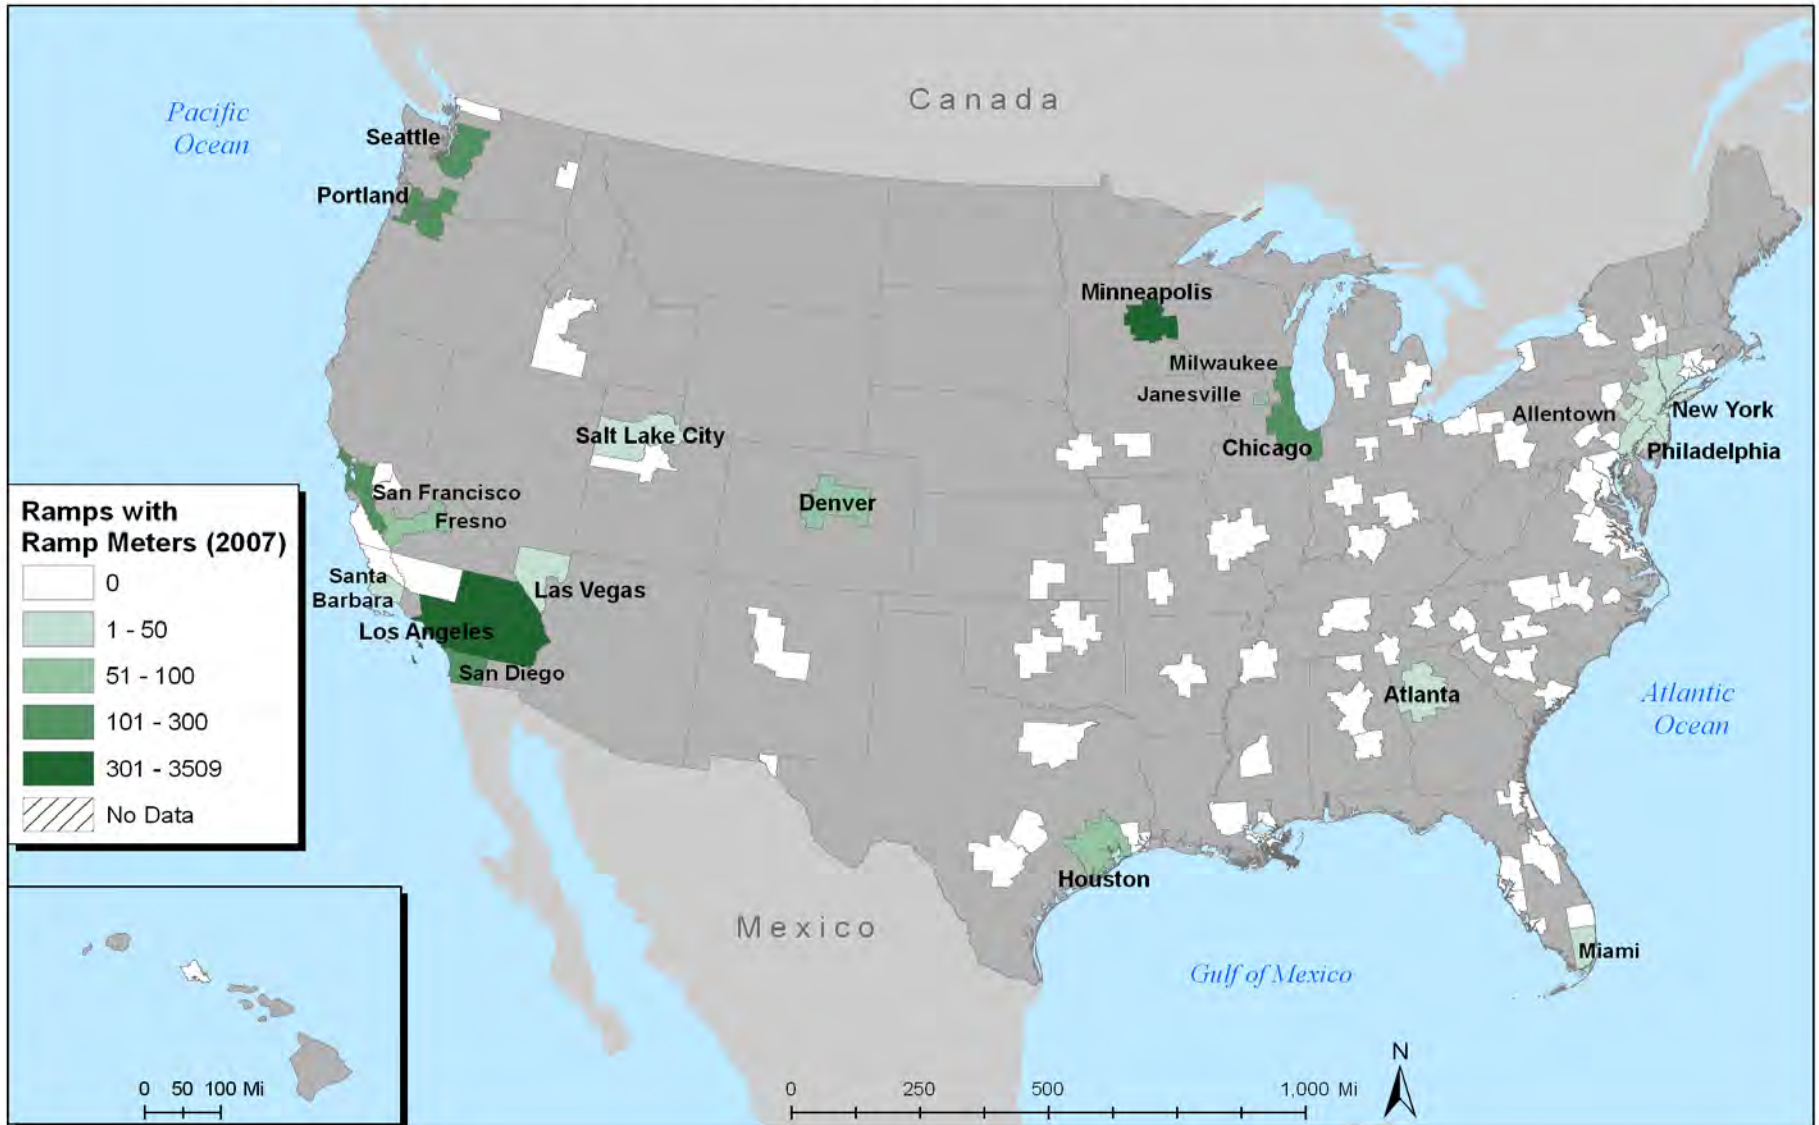 Canada
Pacific
Ocean
Seattle
Portland
Minneapolis
Milwaukee
Janesville
Chicago
Allentown
New York
Philadelphia
Salt Lake City
Denver
San Francisco
Fresno
Santa
Barbara
Las Vegas
Los Angeles
San Diego
Atlanta
Atlantic
Ocean
Houston
Miami
Mexico
Gulf of Mexico
Ramps with
Ramp Meters (2007)
0
1 - 50
51 - 100
101 - 300
301 - 3509
No Data
0 50 100 Mi
0 250 500 1,000 Mi
N